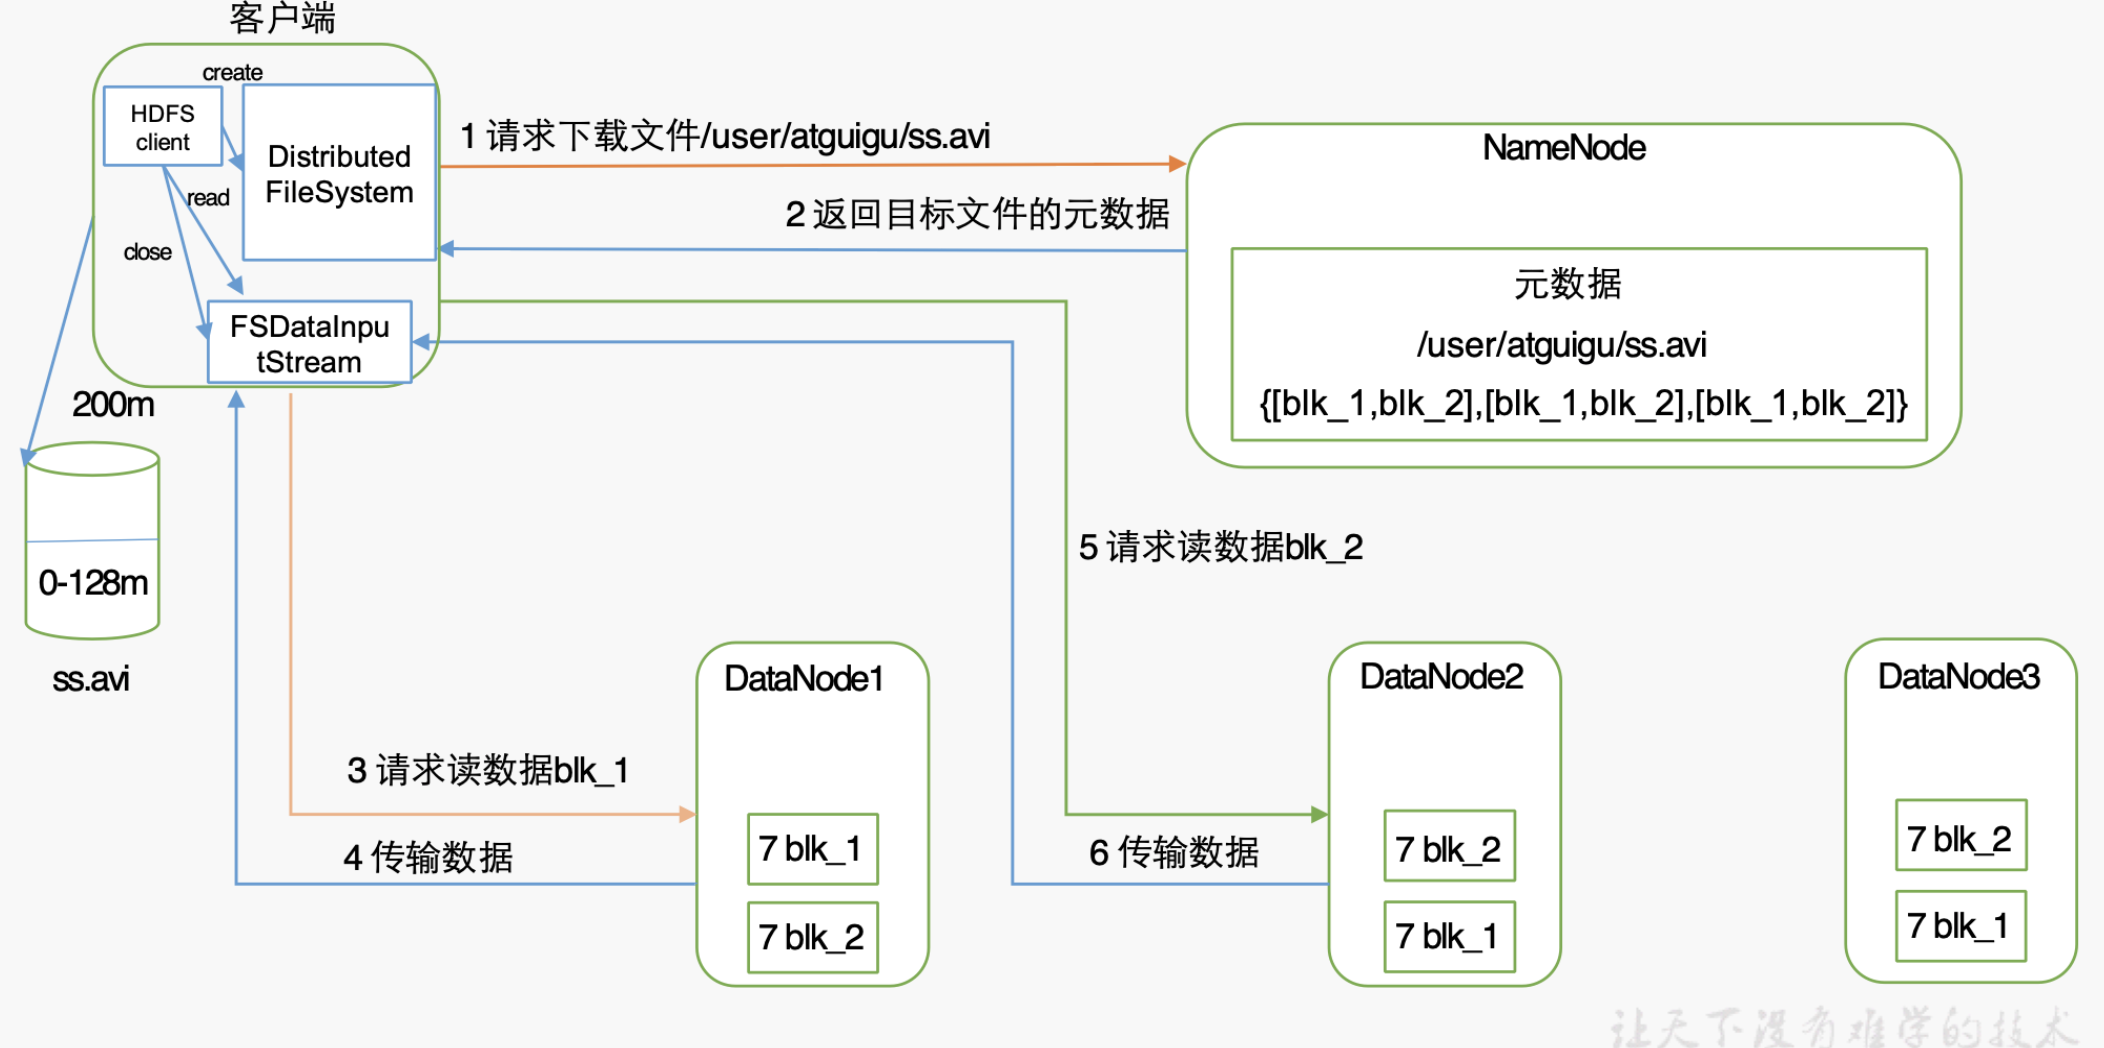 客户端
create
HDFS
client
Distributed
FileSystem
read
close
FSDataInpu
tStream
1 请求下载文件/user/atguigu/ss.avi
2 返回目标文件的元数据
NameNode
元数据
/user/atguigu/ss.avi
{[blk_1,blk_2],[blk_1,blk_2],[blk_1,blk_2]}
200m
0-128m
ss.avi
3 请求读数据blk_1
4 传输数据
5 请求读数据blk_2
6 传输数据
DataNode1
7 blk_1
7 blk_2
DataNode2
7 blk_2
7 blk_1
DataNode3
7 blk_2
7 blk_1
让天下没有难学的技术